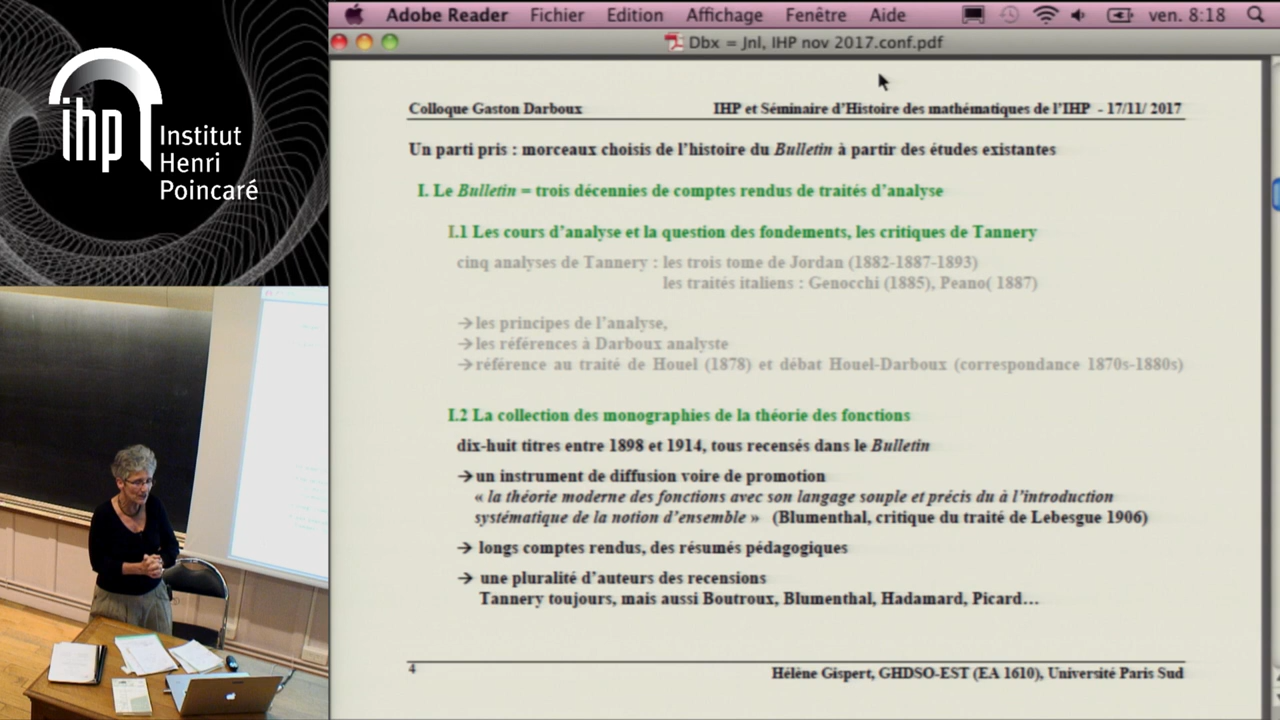 ihp
Institut
Henri
Poincaré
Adobe Reader Fichier Edition Affichage Fenêtre Aide ven. 8:18
Dbx = Jnl, IHP nov 2017.conf.pdf
Colloque Gaston Darboux IHP et Séminaire d'Histoire des mathématiques de l'IHP - 17/11/ 2017
Un parti pris : morceaux choisis de l'histoire du Bulletin à partir des études existantes
I. Le Bulletin = trois décennies de comptes rendus de traités d'analyse
I.1 Les cours d'analyse et la question des fondements, les critiques de Tannery
cinq analyses de Tannery : les trois tome de Jordan (1882-1887-1893)
les traités italiens : Genocchi (1885), Peano( 1887)
→ les principes de l'analyse,
→ les références à Darboux analyste
→ référence au traité de Houel (1878) et débat Houel-Darboux (correspondance 1870s-1880s)
I.2 La collection des monographies de la théorie des fonctions
dix-huit titres entre 1898 et 1914, tous recensés dans le Bulletin
→ un instrument de diffusion voire de promotion
« la théorie moderne des fonctions avec son langage souple et précis du à l'introduction
systématique de la notion d'ensemble » (Blumenthal, critique du traité de Lebesgue 1906)
→ longs comptes rendus, des résumés pédagogiques
→ une pluralité d'auteurs des recensions
Tannery toujours, mais aussi Boutroux, Blumenthal, Hadamard, Picard…
4 Hélène Gispert, GHDSO-EST (EA 1610), Université Paris Sud